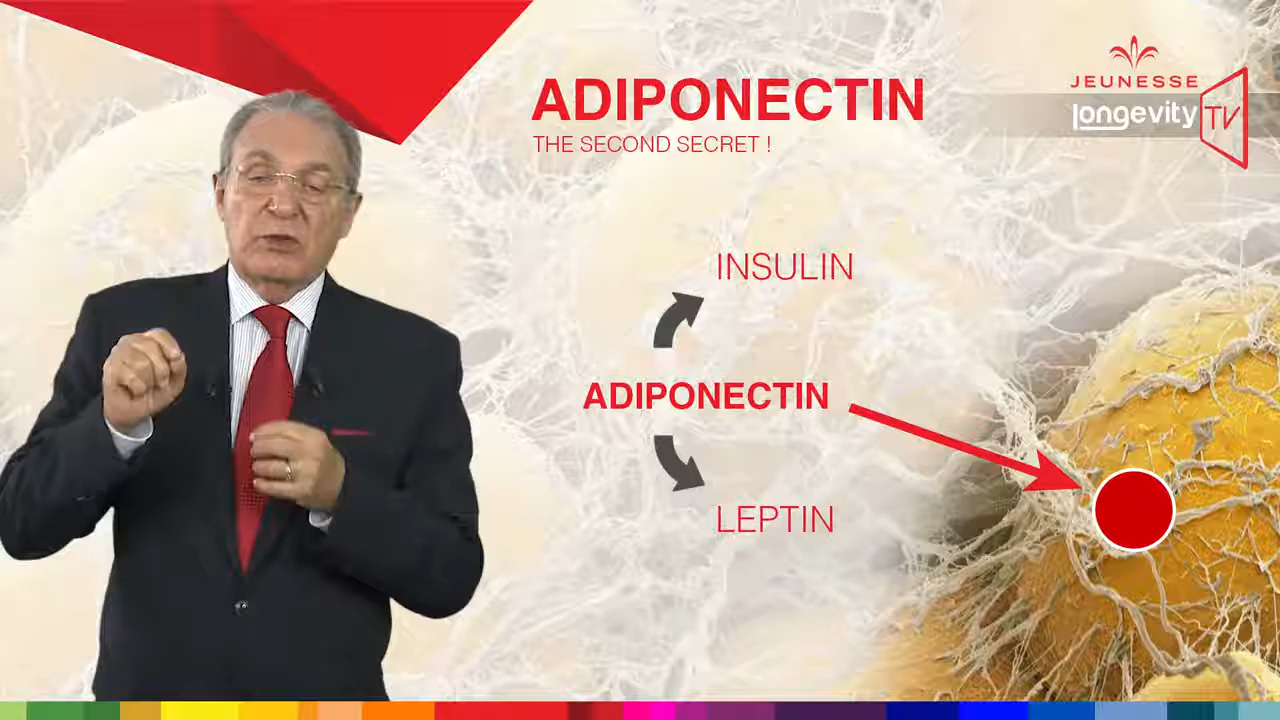 ADIPONECTIN
THE SECOND SECRET !
JEUNESSE
longevity TV
INSULIN
ADIPONECTIN
LEPTIN